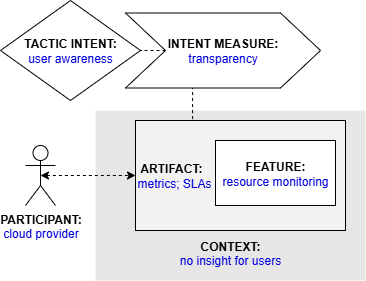 TACTIC INTENT:
user awareness
INTENT MEASURE:
transparency
ARTIFACT:
metrics; SLAs
FEATURE:
resource monitoring
PARTICIPANT:
cloud provider
CONTEXT:
no insight for users